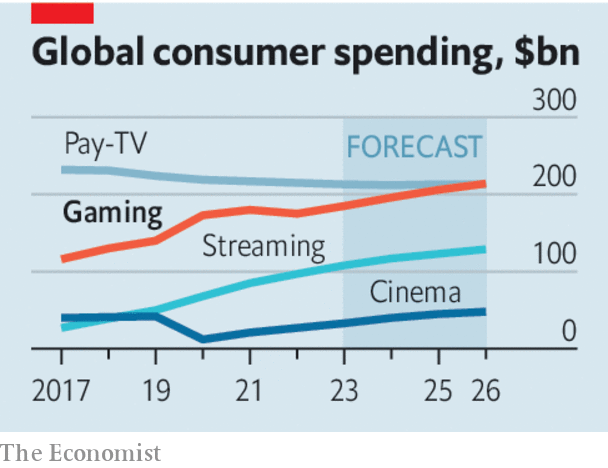 Global consumer spending, $bn
300
Pay-TV
FORECAST
200
Gaming
Streaming
100
Cinema
0
2017 19 21 23 25 26
The Economist